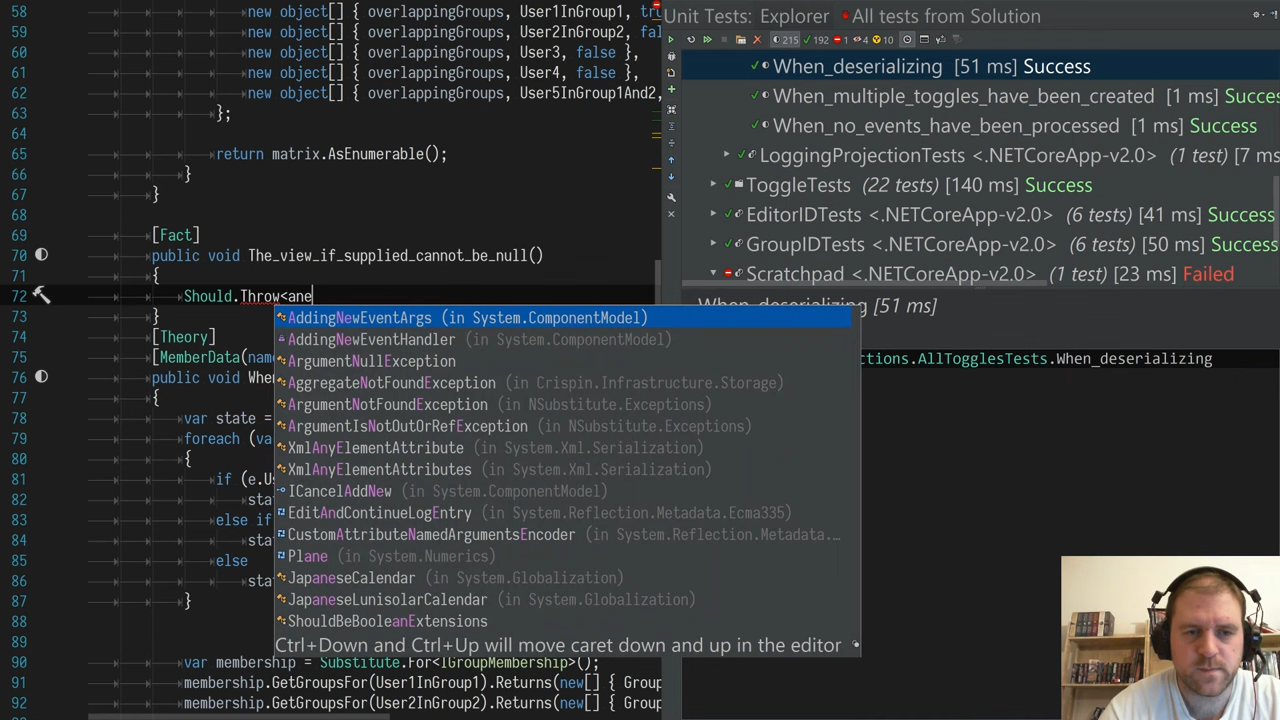 58 new object[] { overlappingGroups, User1InGroup1, true
59 new object[] { overlappingGroups, User2InGroup2, fal
60 new object[] { overlappingGroups, User3, false },
61 new object[] { overlappingGroups, User4, false },
62 new object[] { overlappingGroups, User5InGroup1And2,
63 };
64
65 return matrix.AsEnumerable();
66 }
67 }
68
69 [Fact]
70 public void The_view_if_supplied_cannot_be_null()
71 {
72 Should.Throw<ane
73 }
74 [Theory]
75 [MemberData(nam
76 public void Whe
77 {
78 var state =
79 foreach (va
80 {
81 if (e.Us
82 sta
83 else if
84 sta
85 else
86 sta
87 }
90 var membership = Substitute.For<IGroupMembership>();
91 membership.GetGroupsFor(User1InGroup1).Returns(new[] { Group
92 membership.GetGroupsFor(User2InGroup2).Returns(new[] { Group
AddingNewEventArgs (in System.ComponentModel)
AddingNewEventHandler (in System.ComponentModel)
ArgumentNullException
AggregateNotFoundException (in Crispin.Infrastructure.Storage)
ArgumentNotFoundException (in NSubstitute.Exceptions)
ArgumentIsNotOutOrRefException (in NSubstitute.Exceptions)
XmlAnyElementAttribute (in System.Xml.Serialization)
XmlAnyElementAttributes (in System.Xml.Serialization)
ICancelAddNew (in System.ComponentModel)
EditAndContinueLogEntry (in System.Reflection.Metadata.Ecma335)
CustomAttributeNamedArgumentsEncoder (in System.Reflection.Metadata.…
Plane (in System.Numerics)
JapaneseCalendar (in System.Globalization)
JapaneseLunisolarCalendar (in System.Globalization)
ShouldBeBooleanExtensions
Ctrl+Down and Ctrl+Up will move caret down and up in the editor
Unit Tests: Explorer All tests from Solution
215 192 1 4 10
When_deserializing [51 ms] Success
When_multiple_toggles_have_been_created [1 ms] Succes
When_no_events_have_been_processed [1 ms] Success
LoggingProjectionTests <.NETCoreApp-v2.0> (1 test) [7 ms
ToggleTests (22 tests) [140 ms] Success
EditorIDTests <.NETCoreApp-v2.0> (6 tests) [41 ms] Success
GroupIDTests <.NETCoreApp-v2.0> (6 tests) [50 ms] Success
Scratchpad <.NETCoreApp-v2.0> (1 test) [23 ms] Failed
When_deserializing [51 ms]
ctions.AllTogglesTests.When_deserializing